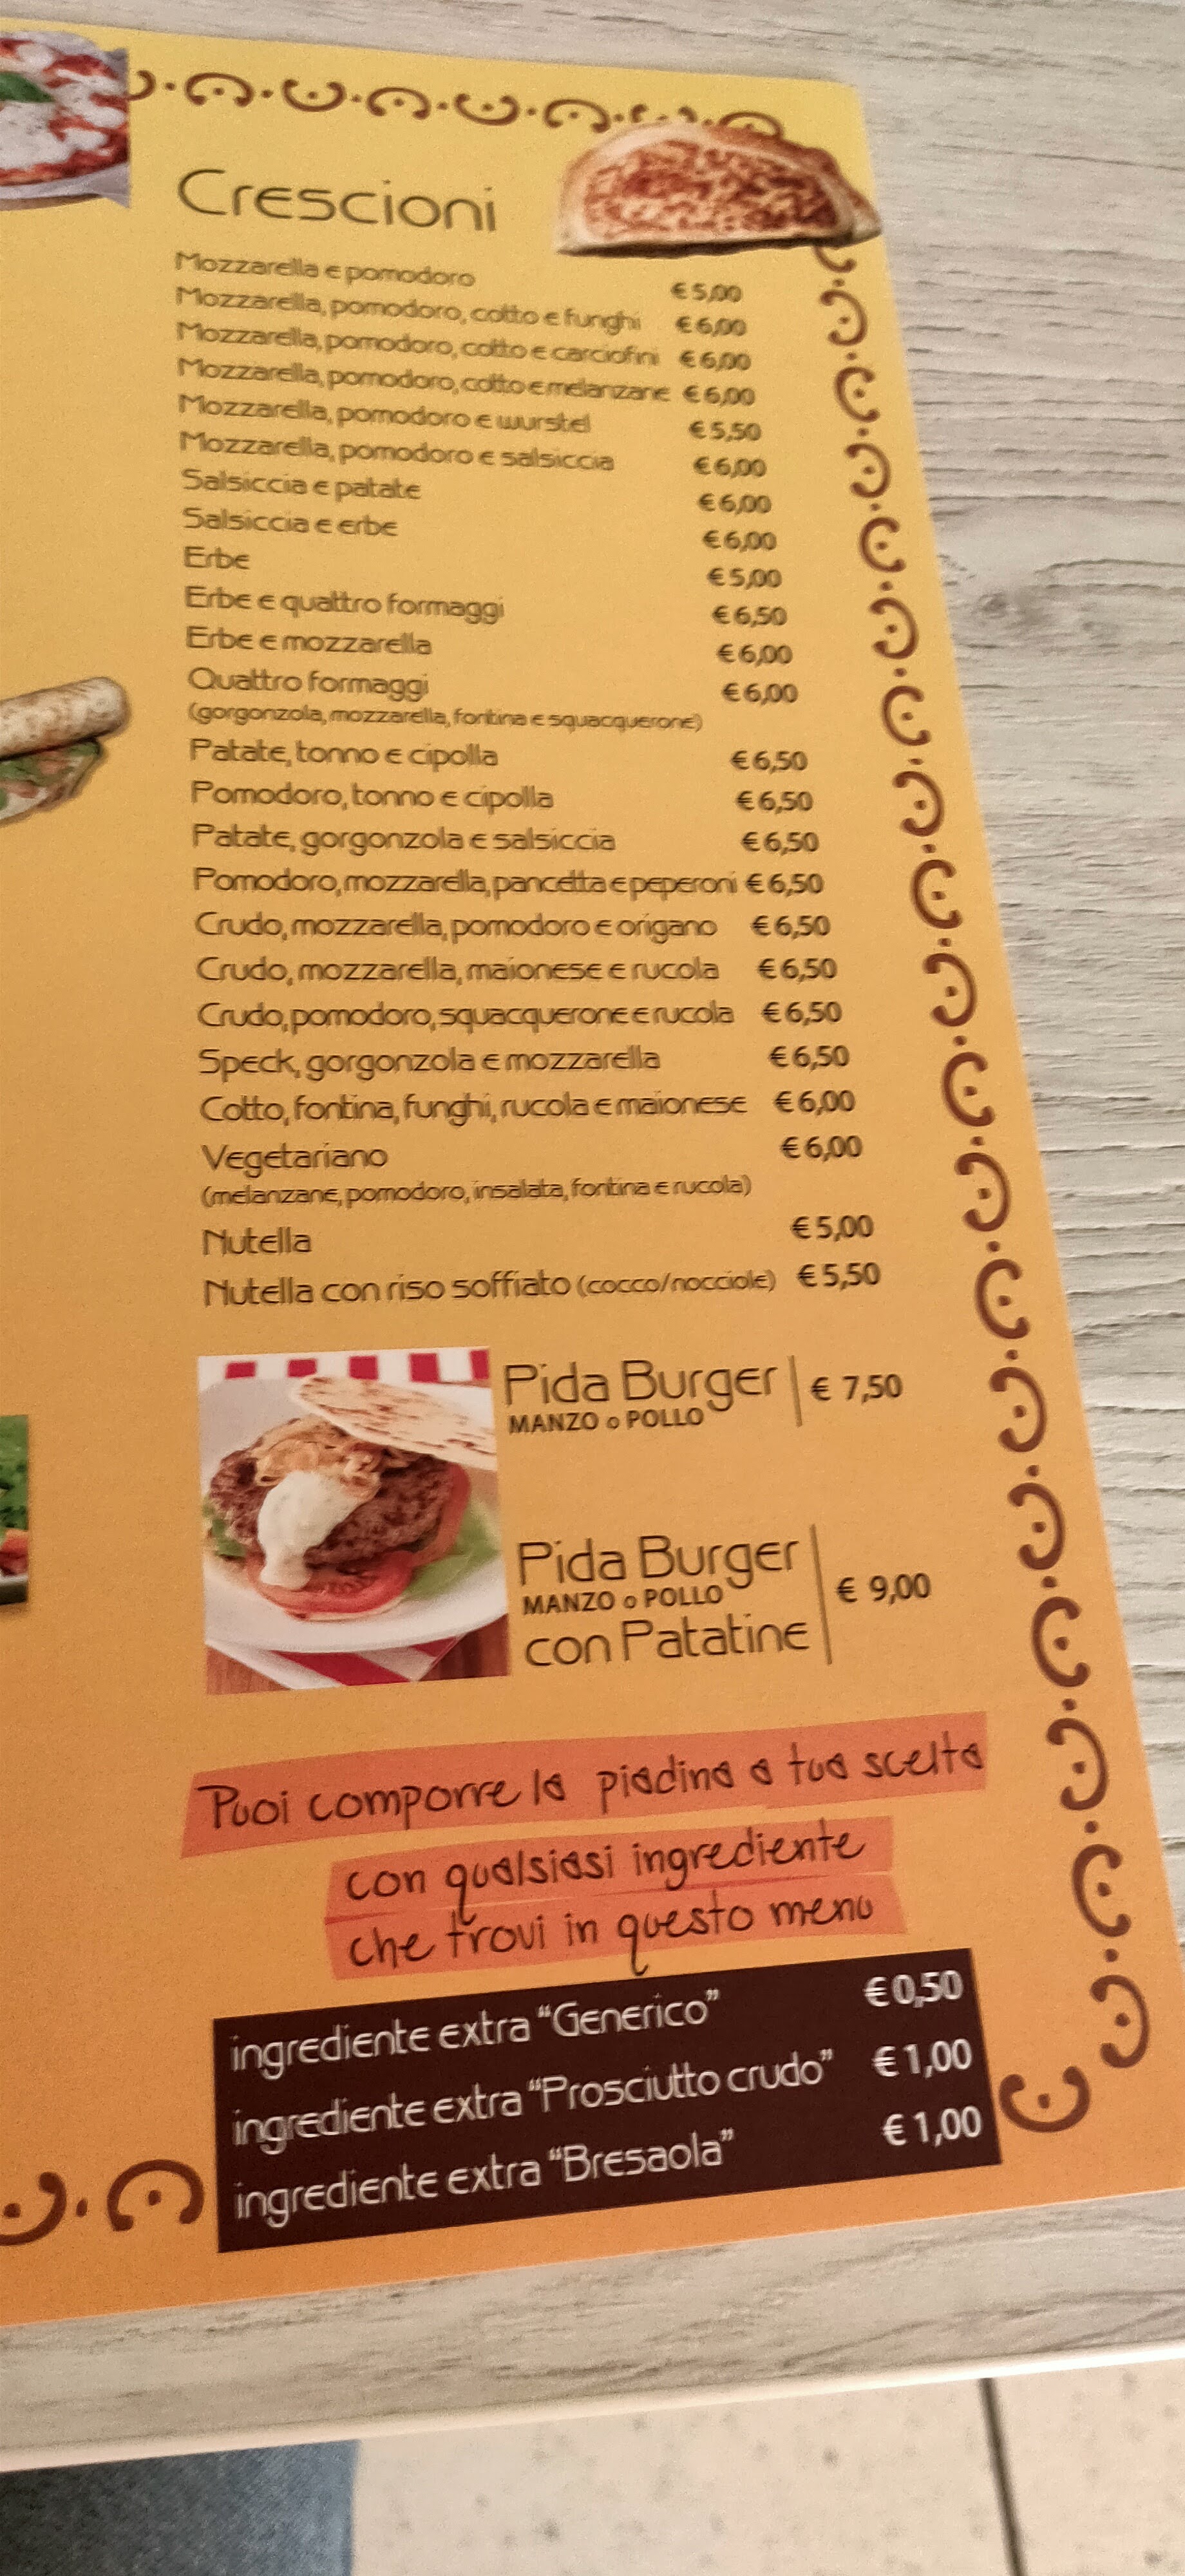 Crescioni
Mozzarella e pomodoro € 5,00
Mozzarella, pomodoro, cotto e funghi € 6,00
Mozzarella, pomodoro, cotto e carciofini € 6,00
Mozzarella, pomodoro, cotto e melanzane € 6,00
Mozzarella, pomodoro e wurstel € 5,50
Mozzarella, pomodoro e salsiccia € 6,00
Salsiccia e patate € 6,00
Salsiccia e erbe € 6,00
Erbe € 5,00
Erbe e quattro formaggi € 6,50
Erbe e mozzarella € 6,00
Quattro formaggi € 6,00
(gorgonzola, mozzarella, fontina e squacquerone)
Patate, tonno e cipolla € 6,50
Pomodoro, tonno e cipolla € 6,50
Patate, gorgonzola e salsiccia € 6,50
Pomodoro, mozzarella, pancetta e peperoni € 6,50
Crudo, mozzarella, pomodoro e origano € 6,50
Crudo, mozzarella, maionese e rucola € 6,50
Crudo, pomodoro, squacquerone e rucola € 6,50
Speck, gorgonzola e mozzarella € 6,50
Cotto, fontina, funghi, rucola e maionese € 6,00
Vegetariano € 6,00
(melanzane, pomodoro, insalata, fontina e rucola)
Nutella € 5,00
Nutella con riso soffiato (cocco/nocciole) € 5,50
Pida Burger € 7,50
MANZO o POLLO
Pida Burger
MANZO o POLLO € 9,00
con Patatine
Puoi comporre la piadina a tua scelta
con qualsiasi ingrediente
che trovi in questo menu
ingrediente extra “Generico” € 0,50
ingrediente extra “Prosciutto crudo” € 1,00
ingrediente extra “Bresaola” € 1,00